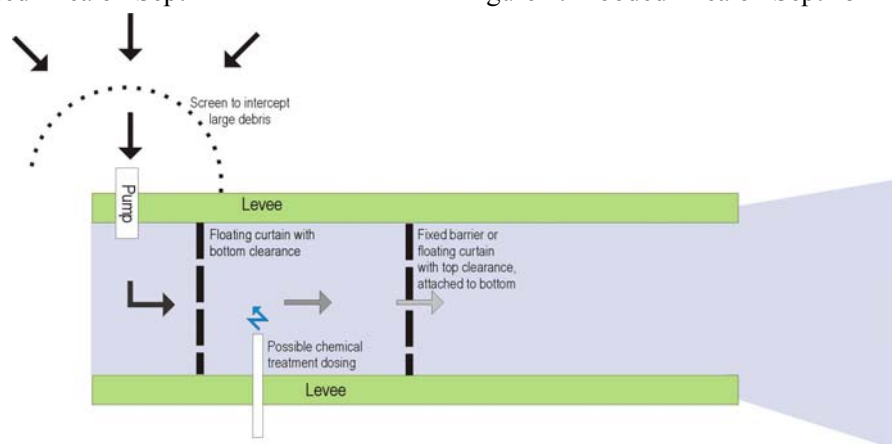 Screen to intercept
large debris
Pump
Levee
Floating curtain with
bottom clearance
Fixed barrier or
floating curtain
with top clearance,
attached to bottom
Possible chemical
treatment dosing
Levee